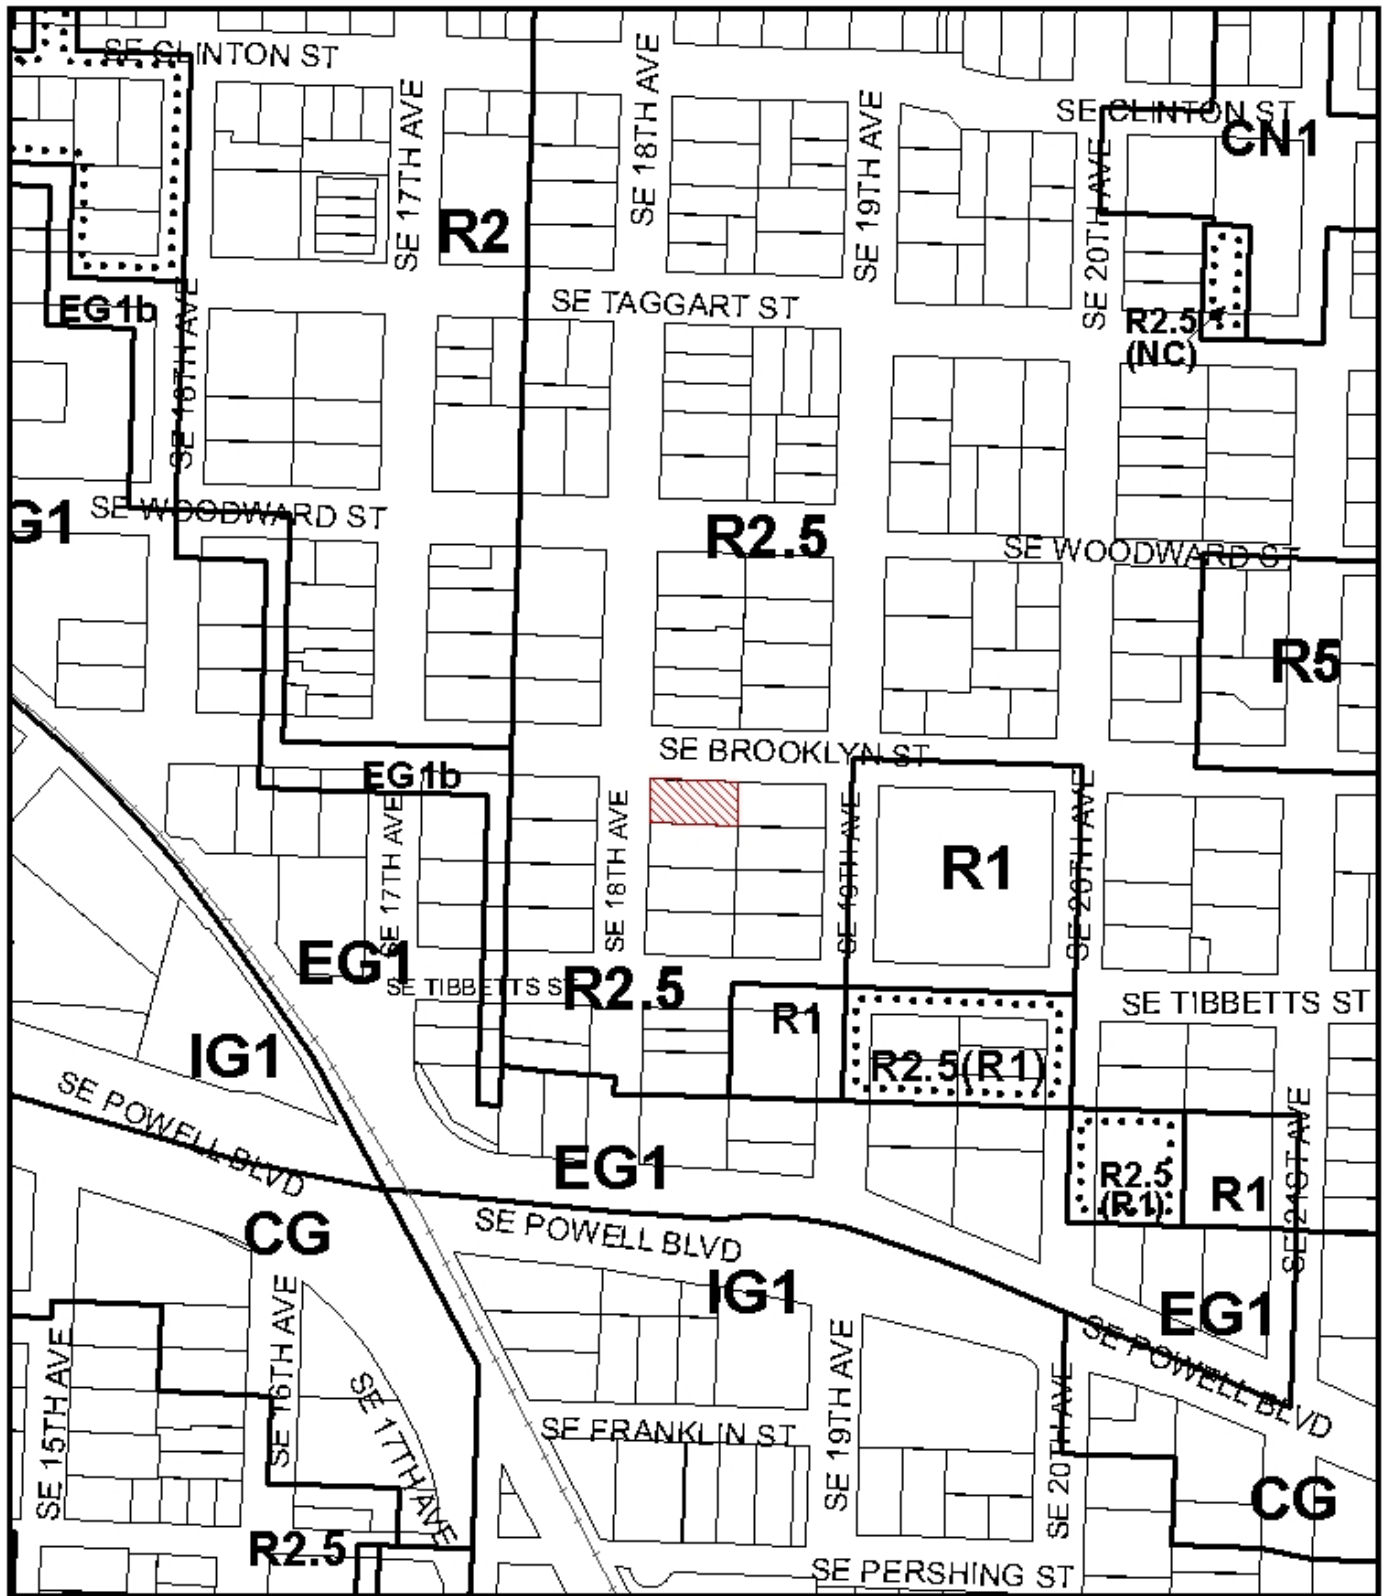 SE CLINTON ST
SE 18TH AVE
SE 17TH AVE
SE 19TH AVE
SE CLINTON ST
CN1
SE 20TH AVE
R2
SE TAGGART ST
EG1b
R2.5
(NC)
SE 16TH AVE
G1
SE WOODWARD ST
R2.5
SE WOODWARD ST
R5
SE BROOKLYN ST
EG1b
SE 17TH AVE
SE 18TH AVE
SE 19TH AVE
R1
SE 20TH AVE
EG1
SE TIBBETTS S
R2.5
R1
SE TIBBETTS ST
IG1
R2.5(R1)
SE POWELL BLVD
EG1
R2.5
(R1)
R1
SE 21ST AVE
CG
SE POWELL BLVD
IG1
EG1
SE POWELL BLVD
SE 15TH AVE
SE 16TH AVE
SE 17TH AVE
SE FRANKLIN ST
SE 19TH AVE
SE 20TH AVE
CG
R2.5
SE PERSHING ST